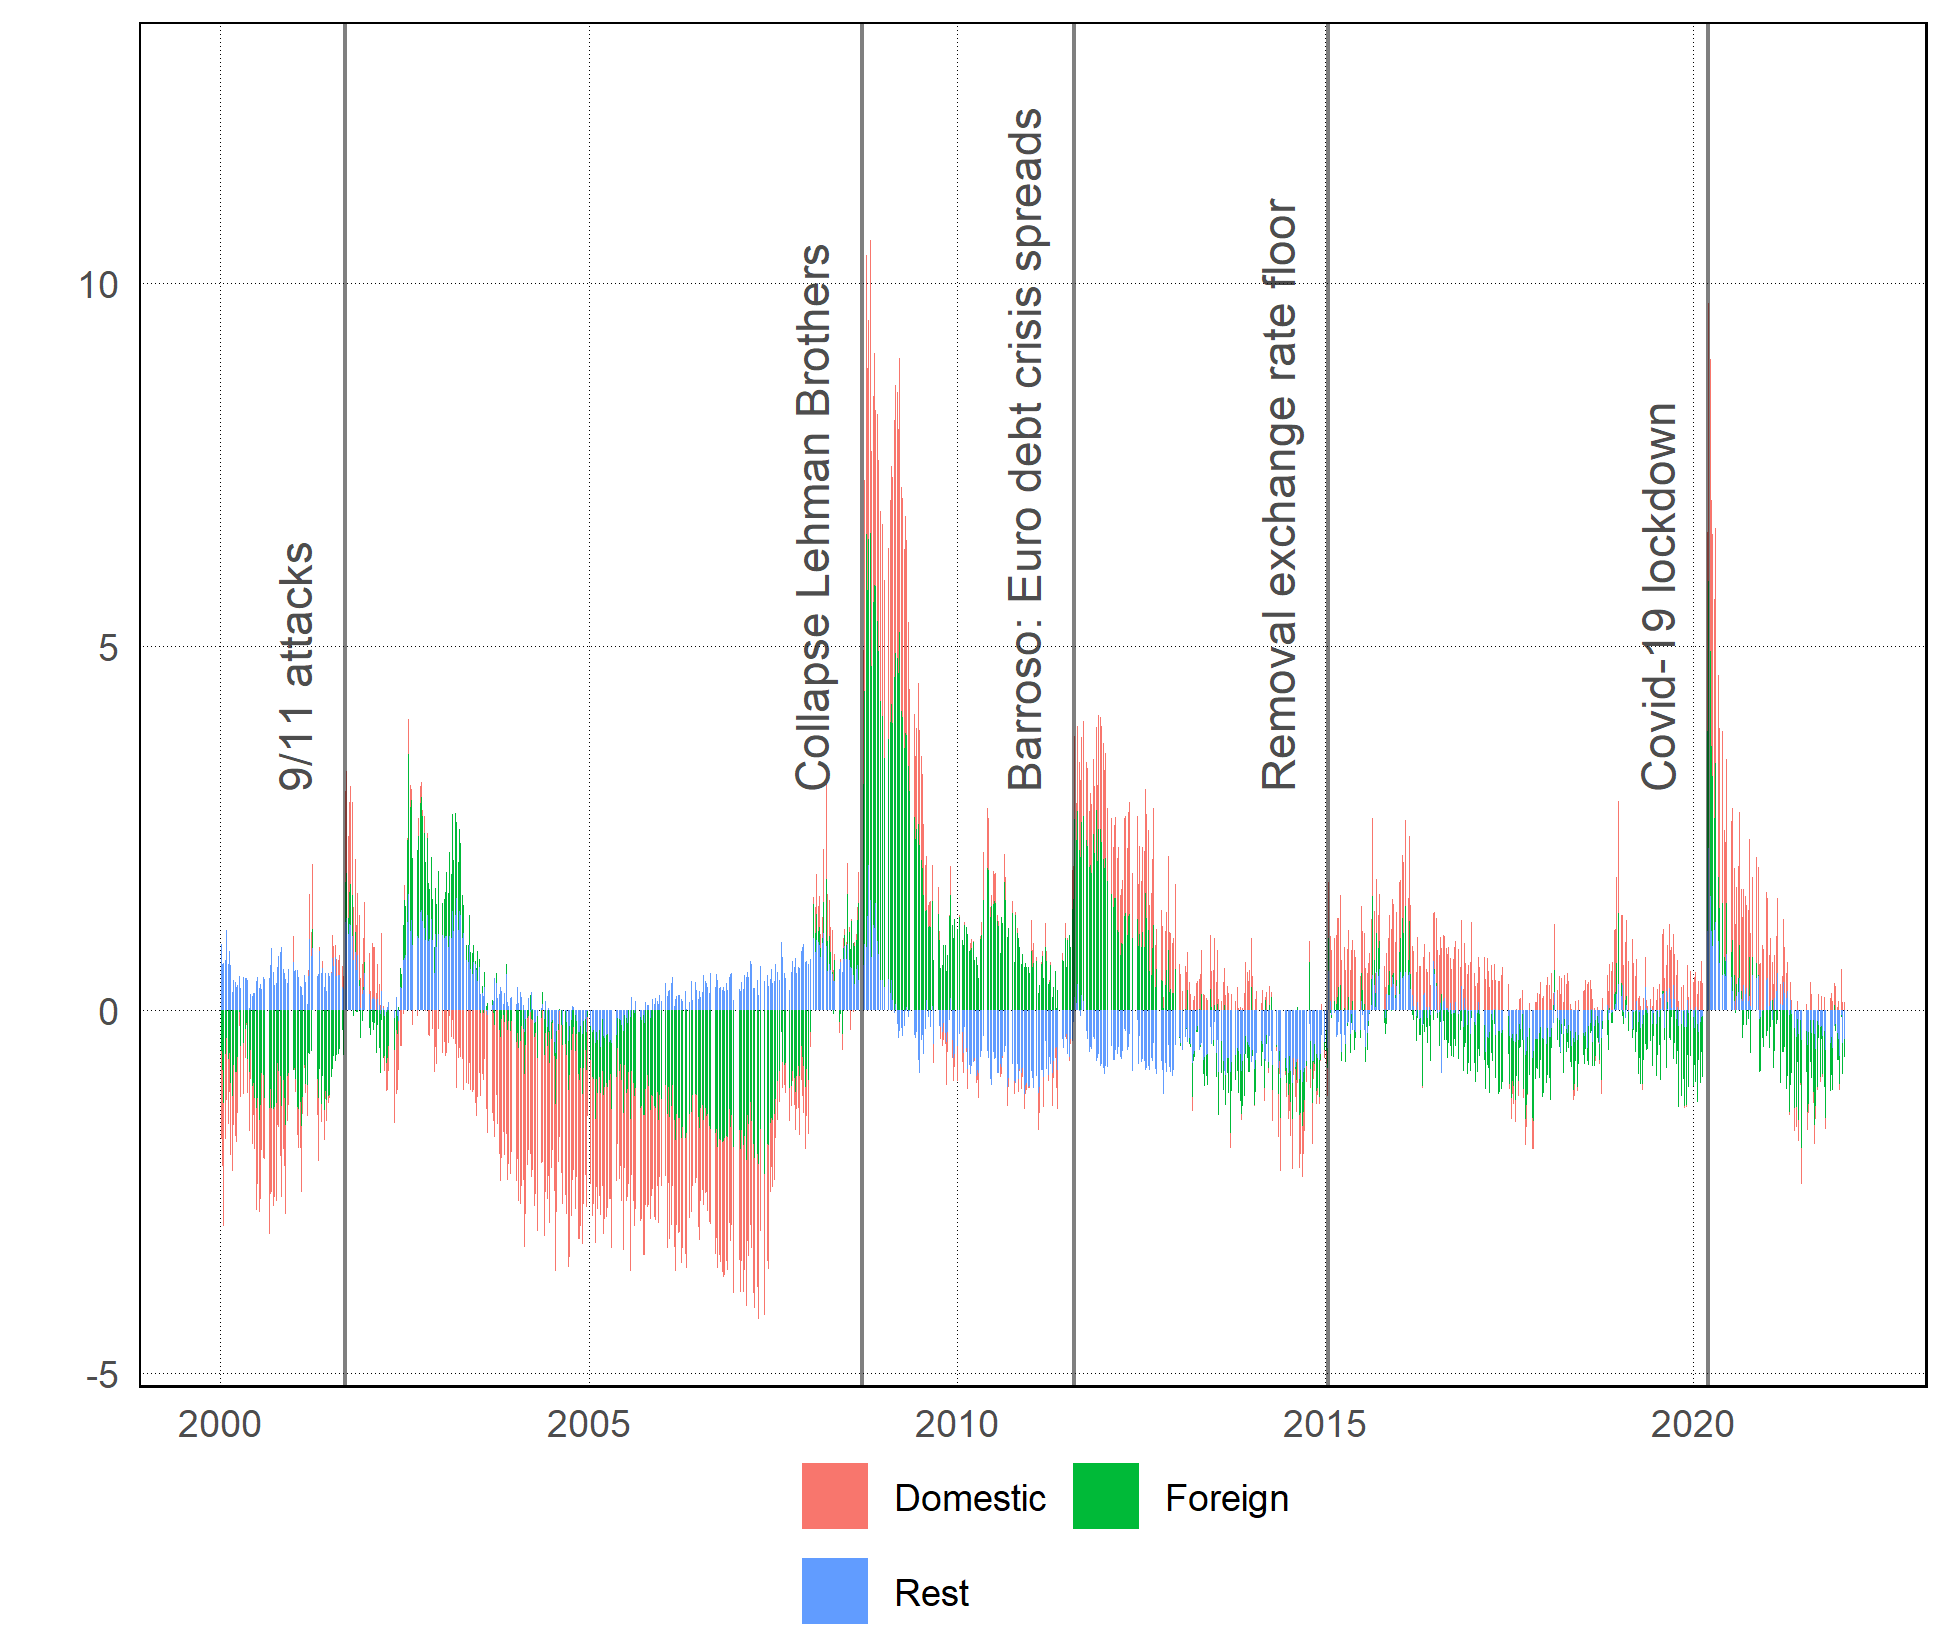 10
5
0
-5
9/11 attacks
Collapse Lehman Brothers
Barroso: Euro debt crisis spreads
Removal exchange rate floor
Covid-19 lockdown
2000
2005
2010
2015
2020
Domestic
Foreign
Rest